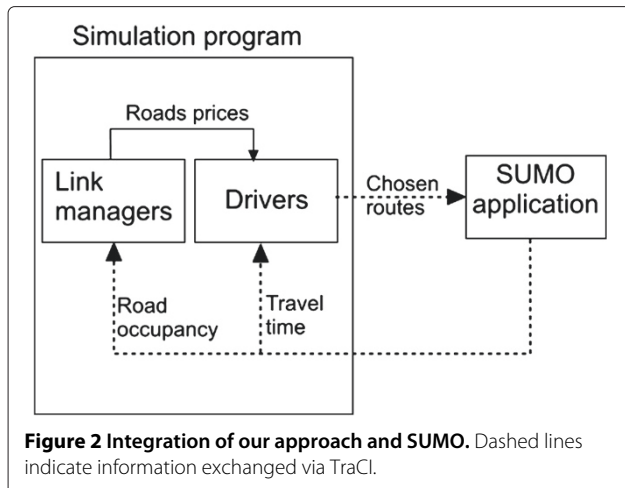 Simulation program
Roads prices
Link
managers
Drivers
Chosen
routes
SUMO
application
Road
occupancy
Travel
time
Figure 2 Integration of our approach and SUMO. Dashed lines
indicate information exchanged via TraCI.